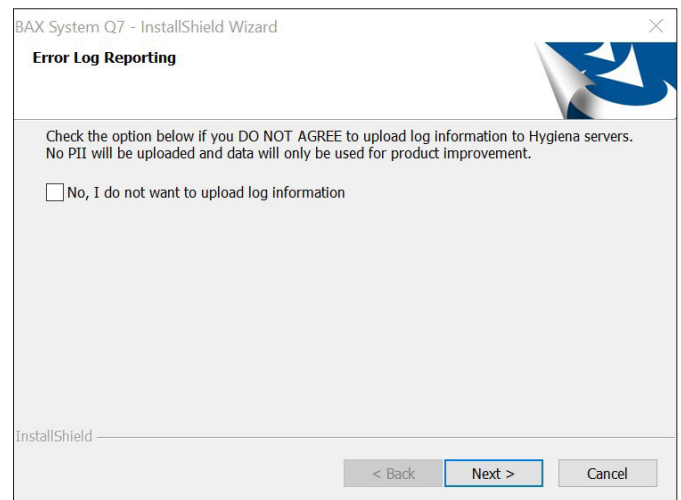 BAX System Q7 - InstallShield Wizard
Error Log Reporting
Check the option below if you DO NOT AGREE to upload log information to Hygiena servers.
No PII will be uploaded and data will only be used for product improvement.
No, I do not want to upload log information
InstallShield
< Back Next > Cancel